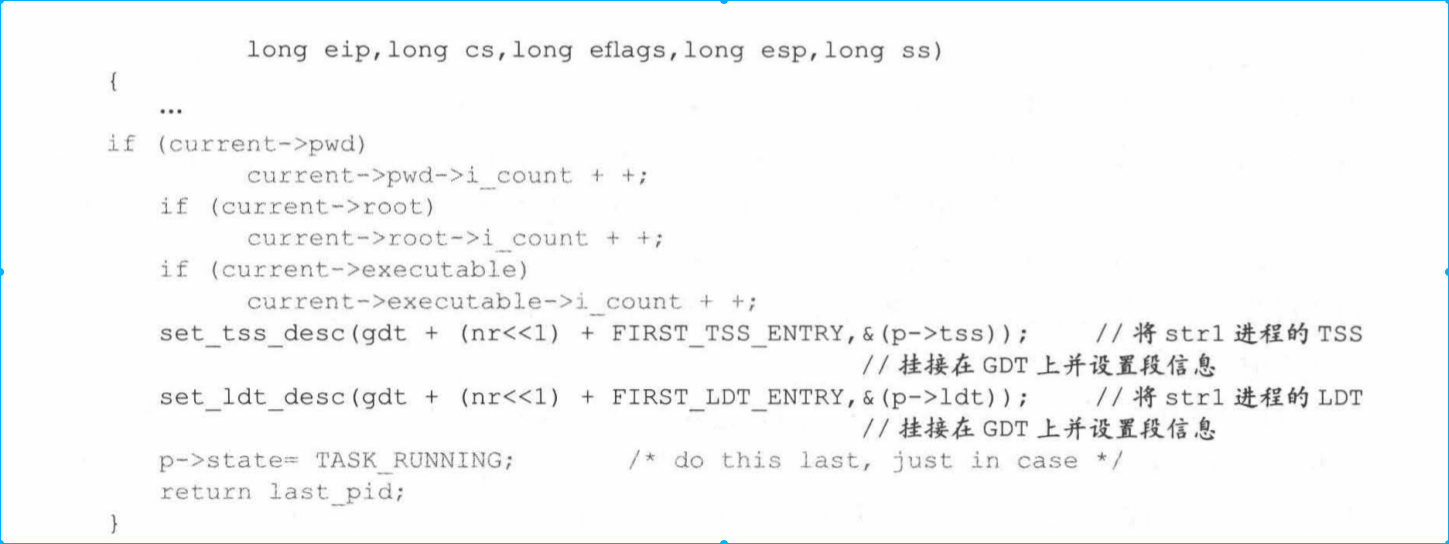 long eip,long cs,long eflags,long esp,long ss)
{
...
if (current->pwd)
current->pwd->i_count + +;
if (current->root)
current->root->i_count + +;
if (current->executable)
current->executable->i_count + +;
set_tss_desc(gdt + (nr<<1) + FIRST_TSS_ENTRY,&(p->tss)); // 将 str1 进程的 TSS
// 挂接在 GDT 上并设置段信息
set_ldt_desc(gdt + (nr<<1) + FIRST_LDT_ENTRY,&(p->ldt)); // 将 str1 进程的 LDT
// 挂接在 GDT 上并设置段信息
p->state= TASK_RUNNING; /* do this last, just in case */
return last_pid;
}